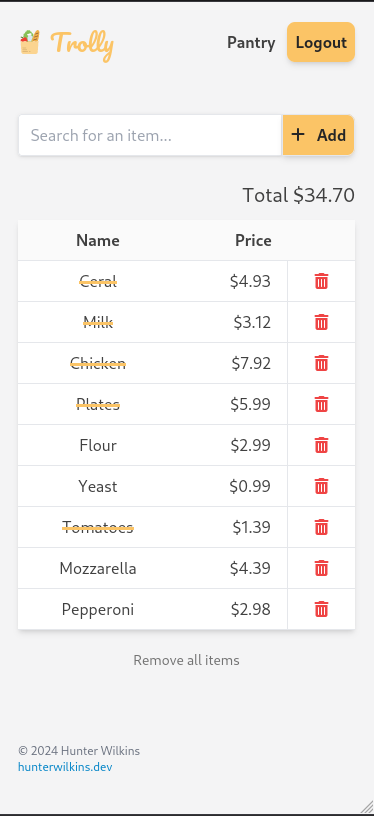 Trolly Pantry Logout
Search for an item...
+ Add
Total $34.70
Name Price
Ceral $4.93
Milk $3.12
Chicken $7.92
Plates $5.99
Flour $2.99
Yeast $0.99
Tomatoes $1.39
Mozzarella $4.39
Pepperoni $2.98
Remove all items
© 2024 Hunter Wilkins
hunterwilkins.dev